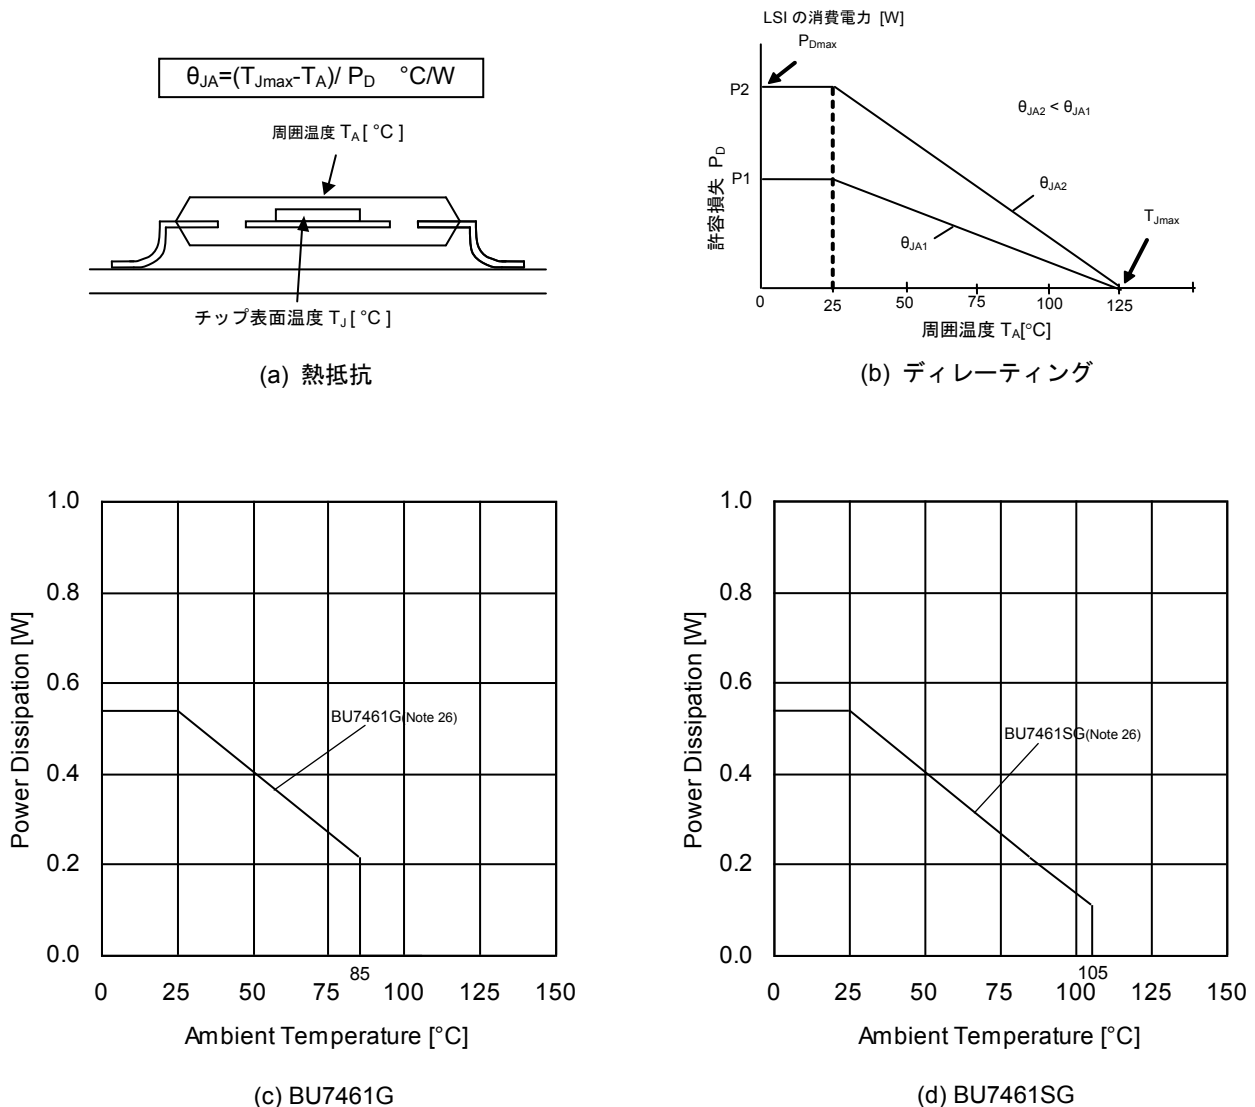 θJA=(TJmax-TA)/ PD °C/W
周囲温度 TA [ °C ]
チップ表面温度 TJ [ °C ]
(a) 熱抵抗
LSI の消費電力 [W]
PDmax
P2
θJA2 < θJA1
P1
許容損失 PD
θJA2
θJA1
TJmax
0 25 50 75 100 125
周囲温度 TA[°C]
(b) ディレーティング
1.0
0.8
0.6
0.4
0.2
0.0
Power Dissipation [W]
BU7461G(Note 26)
85
0 25 50 75 100 125 150
Ambient Temperature [°C]
(c) BU7461G
1.0
0.8
0.6
0.4
0.2
0.0
Power Dissipation [W]
BU7461SG(Note 26)
105
0 25 50 75 100 125 150
Ambient Temperature [°C]
(d) BU7461SG